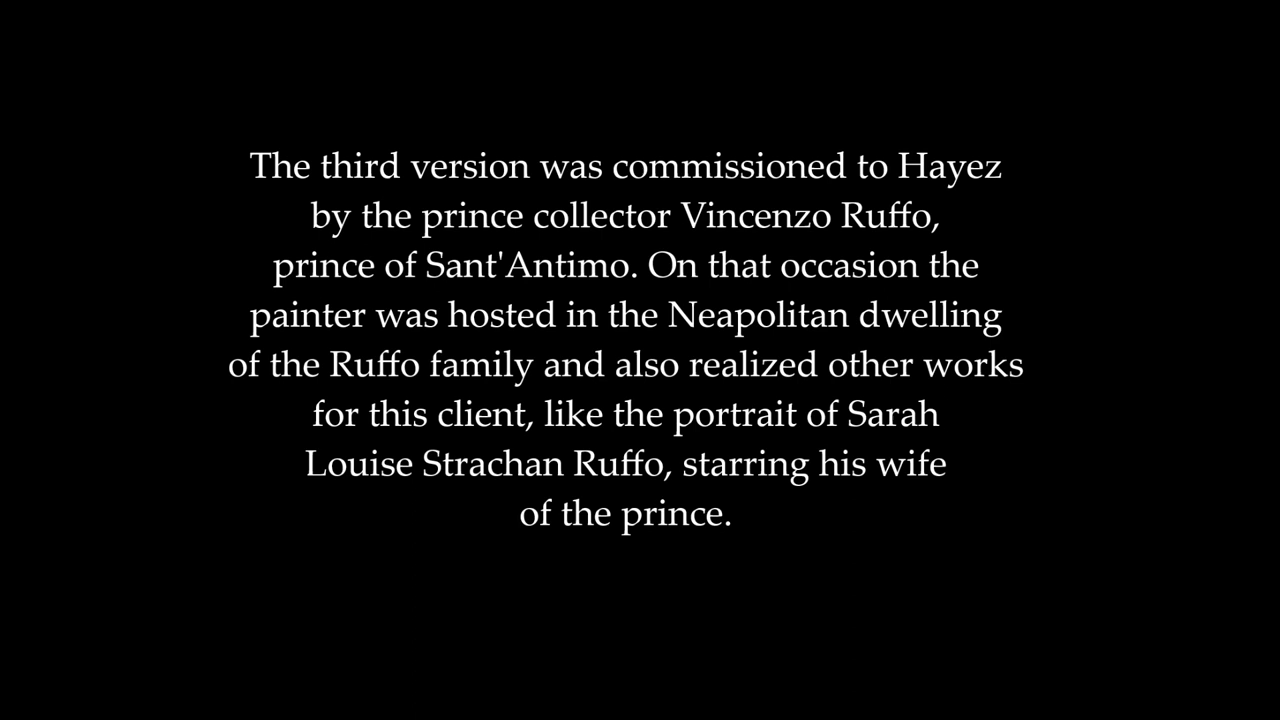 The third version was commissioned to Hayez
by the prince collector Vincenzo Ruffo,
prince of Sant'Antimo. On that occasion the
painter was hosted in the Neapolitan dwelling
of the Ruffo family and also realized other works
for this client, like the portrait of Sarah
Louise Strachan Ruffo, starring his wife
of the prince.